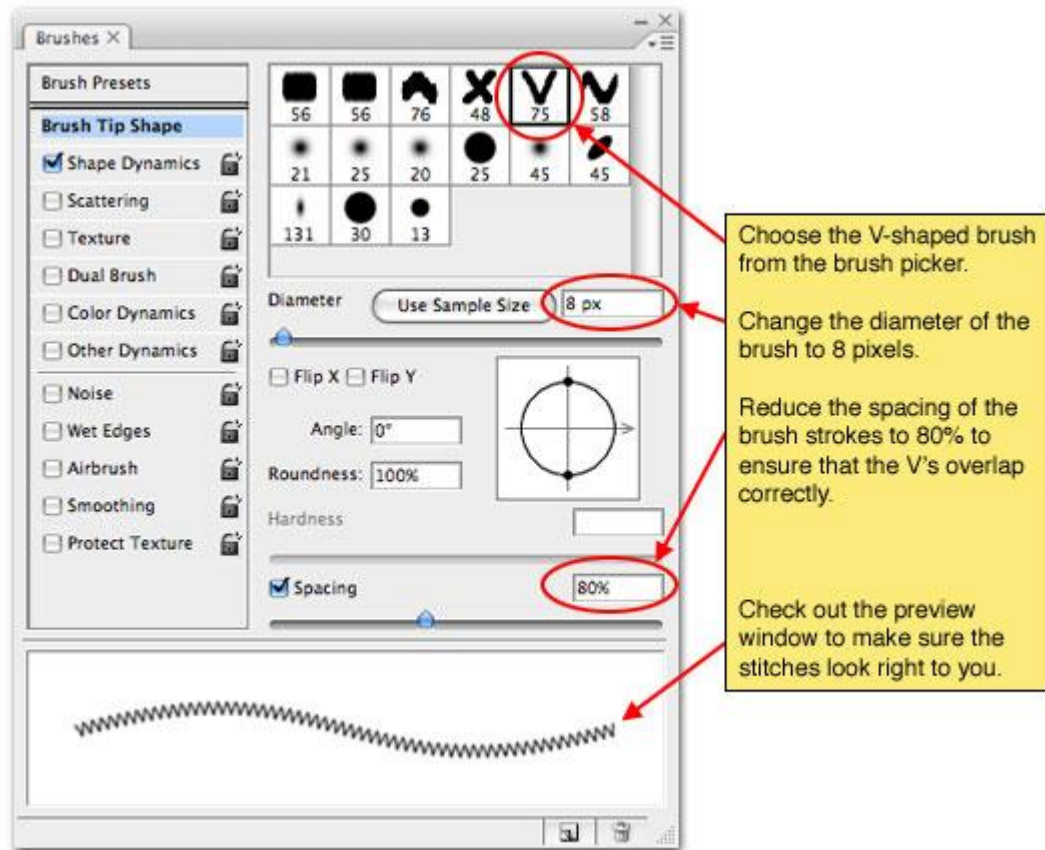 Brushes ×
Brush Presets
Brush Tip Shape
Shape Dynamics
Scattering
Texture
Dual Brush
Color Dynamics
Other Dynamics
Noise
Wet Edges
Airbrush
Smoothing
Protect Texture
56 56 76 48 75 58
21 25 20 25 45 45
131 30 13
Diameter Use Sample Size 8 px
Flip X Flip Y
Angle: 0°
Roundness: 100%
Hardness
Spacing 80%
Choose the V-shaped brush
from the brush picker.
Change the diameter of the
brush to 8 pixels.
Reduce the spacing of the
brush strokes to 80% to
ensure that the V's overlap
correctly.
Check out the preview
window to make sure the
stitches look right to you.